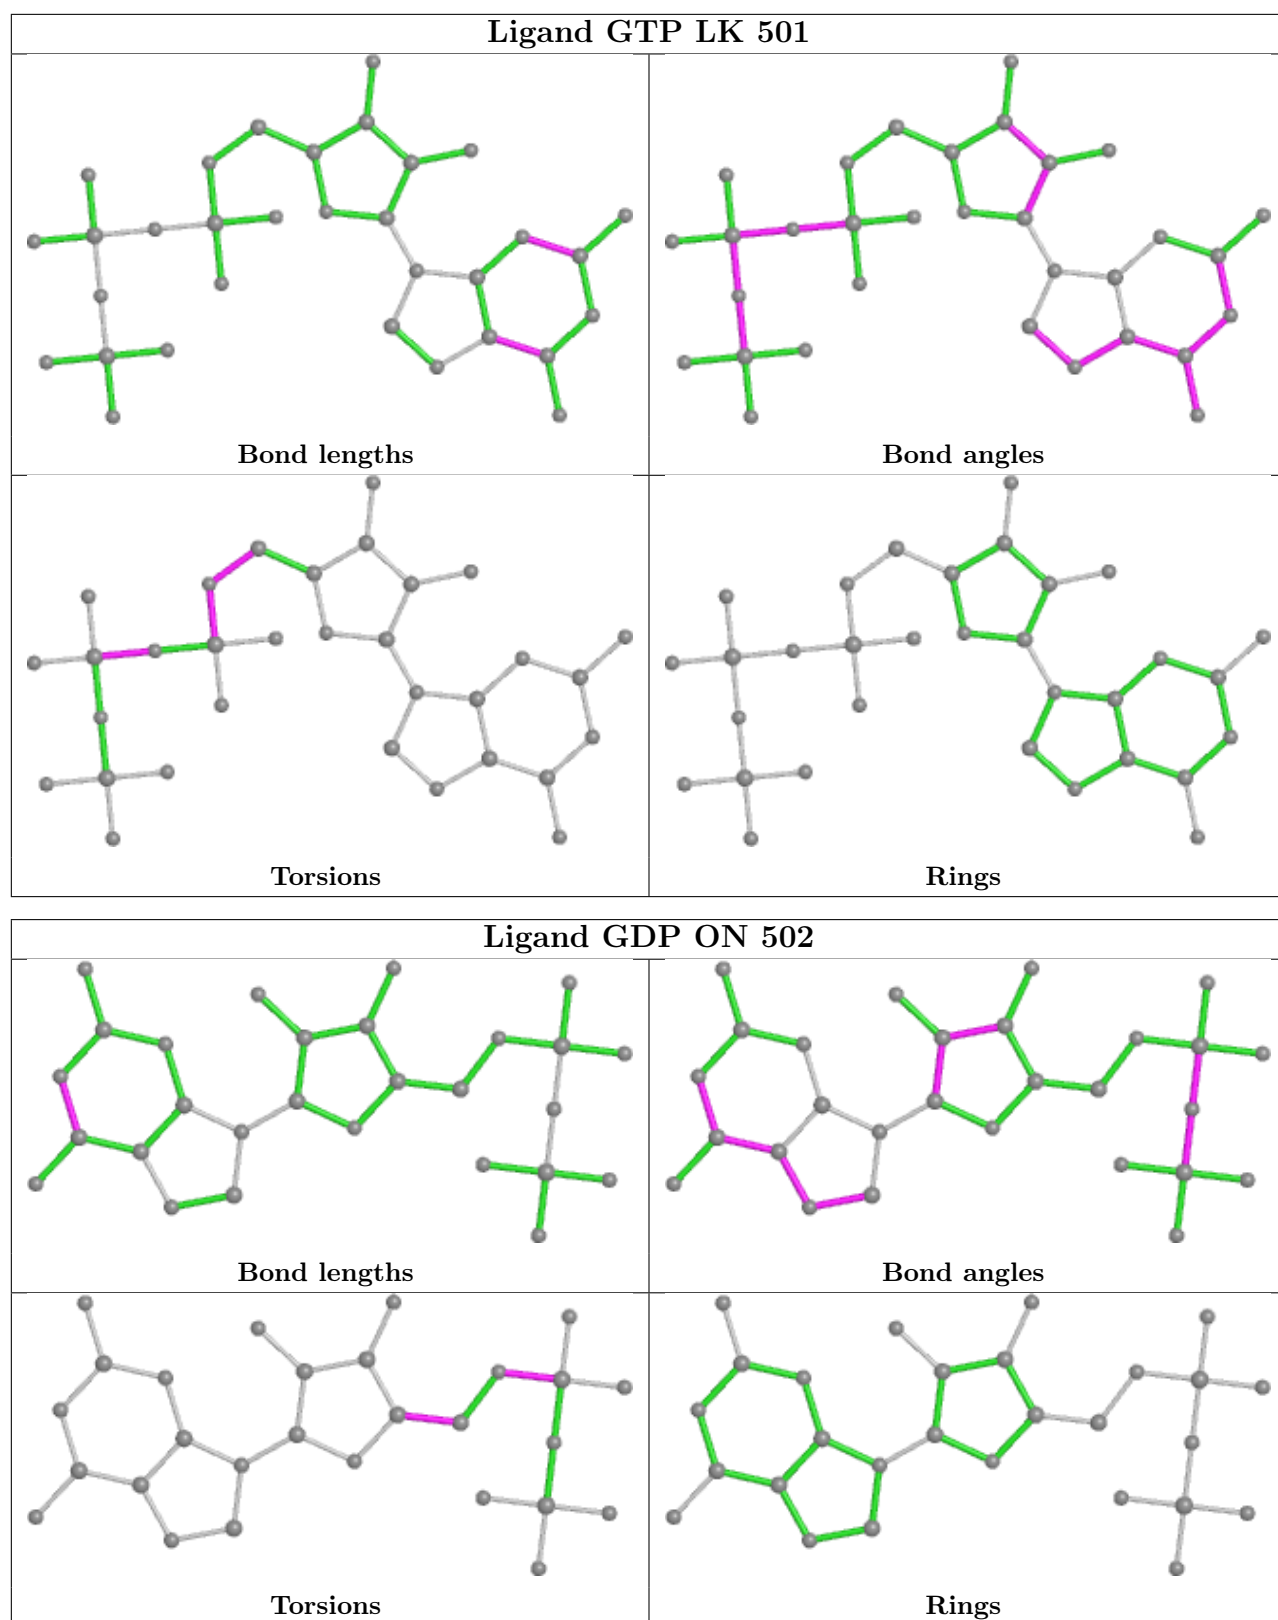 Ligand GTP LK 501
Bond lengths
Bond angles
Torsions
Rings
Ligand GDP ON 502
Bond lengths
Bond angles
Torsions
Rings